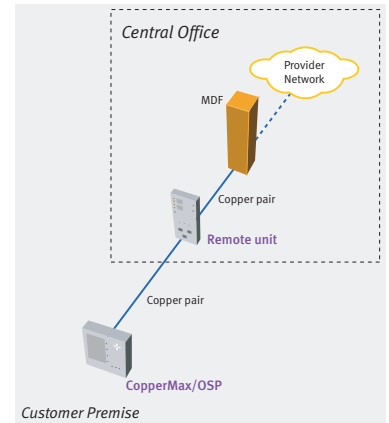 Central Office
Provider
Network
MDF
Copper pair
Remote unit
Copper pair
CopperMax/OSP
Customer Premise